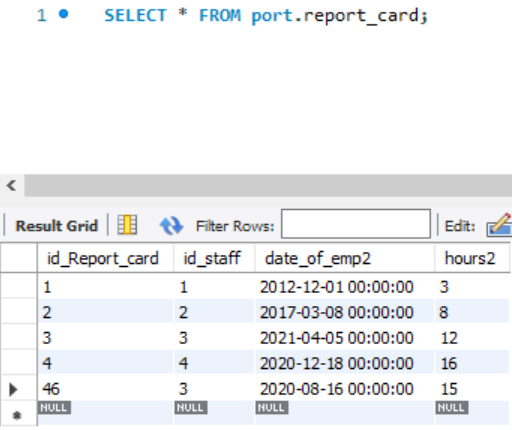 1 SELECT * FROM port.report_card;
Result Grid Filter Rows: Edit:
id_Report_card id_staff date_of_emp2 hours2
1 1 2012-12-01 00:00:00 3
2 2 2017-03-08 00:00:00 8
3 3 2021-04-05 00:00:00 12
4 4 2020-12-18 00:00:00 16
46 3 2020-08-16 00:00:00 15
NULL NULL NULL NULL